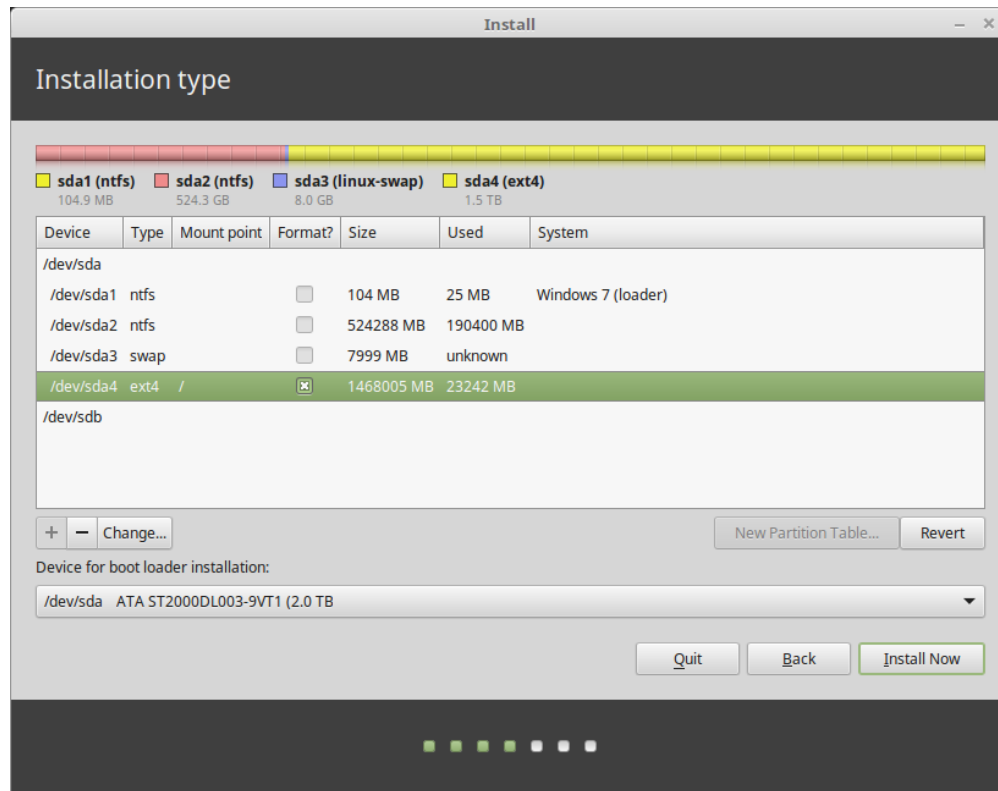 Install
Installation type
sda1 (ntfs) sda2 (ntfs) sda3 (linux-swap) sda4 (ext4)
104.9 MB 524.3 GB 8.0 GB 1.5 TB
Device Type Mount point Format? Size Used System
/dev/sda
/dev/sda1 ntfs 104 MB 25 MB Windows 7 (loader)
/dev/sda2 ntfs 524288 MB 190400 MB
/dev/sda3 swap 7999 MB unknown
/dev/sda4 ext4 / 1468005 MB 23242 MB
/dev/sdb
+ − Change... New Partition Table... Revert
Device for boot loader installation:
/dev/sda ATA ST2000DL003-9VT1 (2.0 TB
Quit Back Install Now